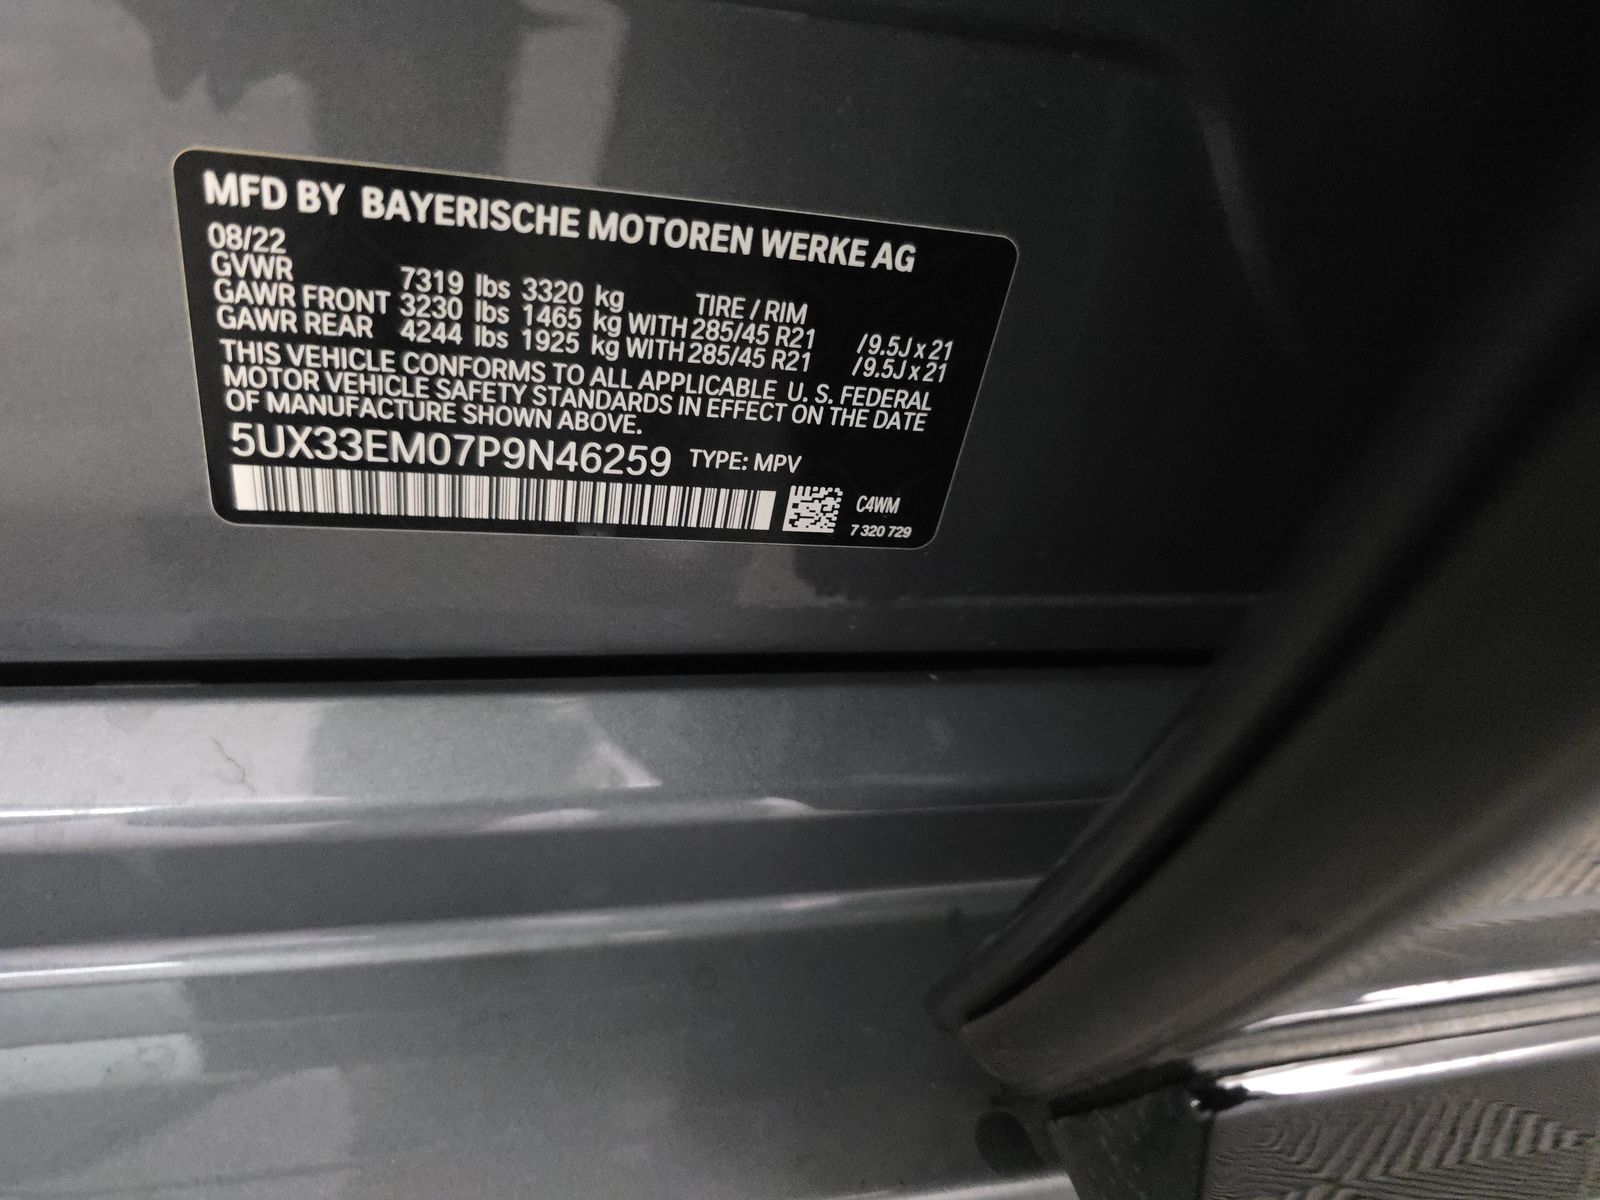 MFD BY BAYERISCHE MOTOREN WERKE AG
08/22
GVWR 7319 lbs 3320 kg TIRE / RIM
GAWR FRONT 3230 lbs 1465 kg WITH 285/45 R21 /9.5J x 21
GAWR REAR 4244 lbs 1925 kg WITH 285/45 R21 /9.5J x 21
THIS VEHICLE CONFORMS TO ALL APPLICABLE U. S. FEDERAL
MOTOR VEHICLE SAFETY STANDARDS IN EFFECT ON THE DATE
OF MANUFACTURE SHOWN ABOVE.
5UX33EM07P9N46259 TYPE: MPV
C4WM
7 320 729